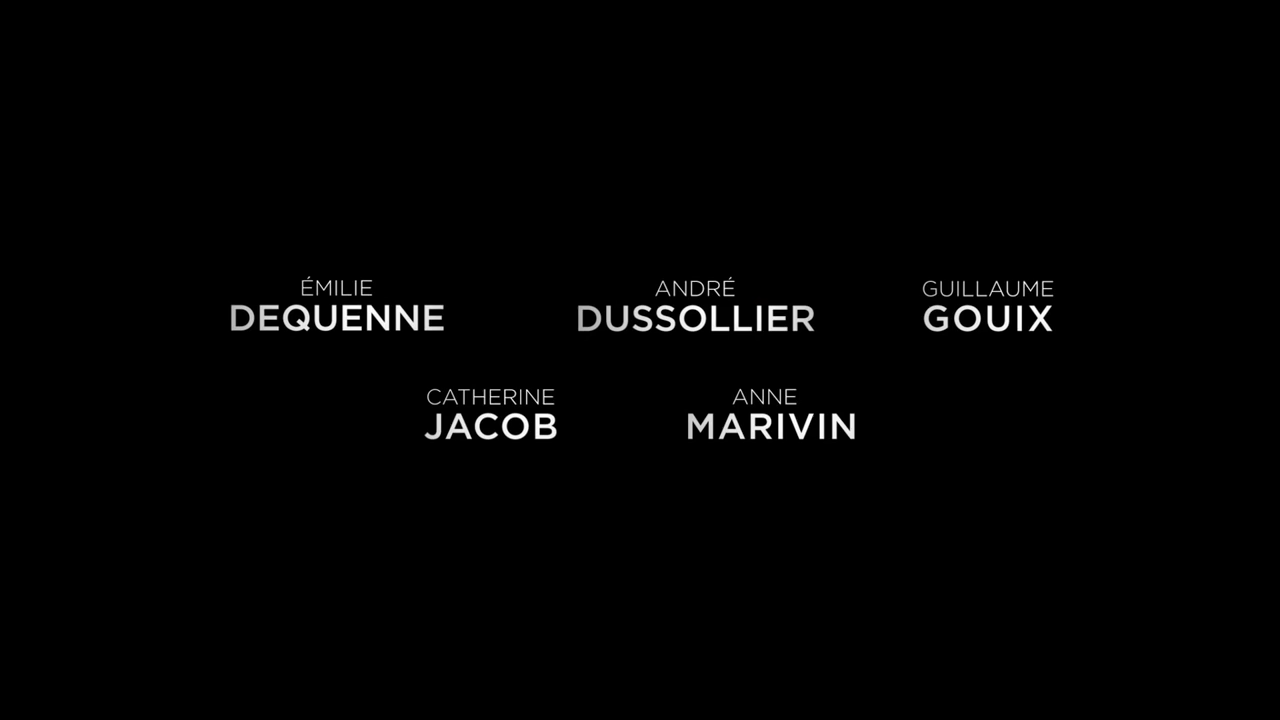 ÉMILIE
DEQUENNE
ANDRÉ
DUSSOLLIER
GUILLAUME
GOUIX
CATHERINE
JACOB
ANNE
MARIVIN